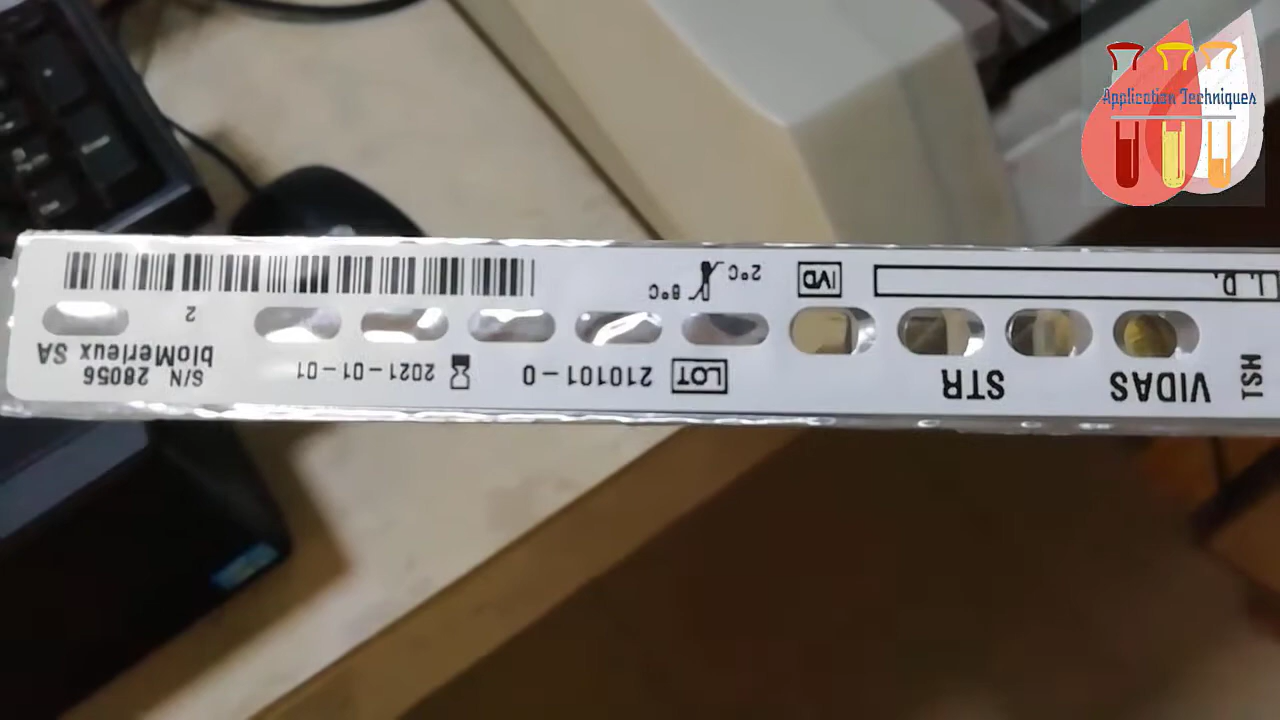 Application Techniques
TSH
VIDAS STR
LOT 210101-0
2021-01-01
S/N 28056
bioMerieux SA
I.D.
IVD
2°C
8°C
2